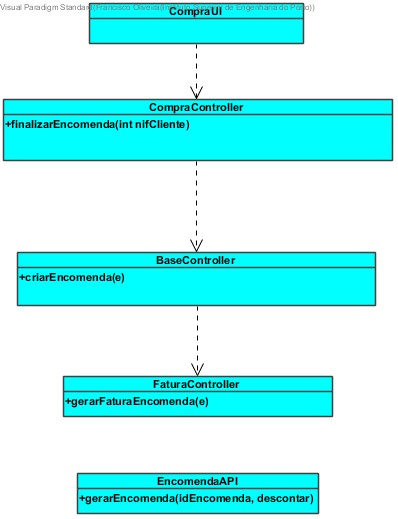 Visual Paradigm Standard(Francisco Oliveira(Instituto Superior de Engenharia do Porto))
CompraUI
CompraController
+finalizarEncomenda(int nifCliente)
BaseController
+criarEncomenda(e)
FaturaController
+gerarFaturaEncomenda(e)
EncomendaAPI
+gerarEncomenda(idEncomenda, descontar)